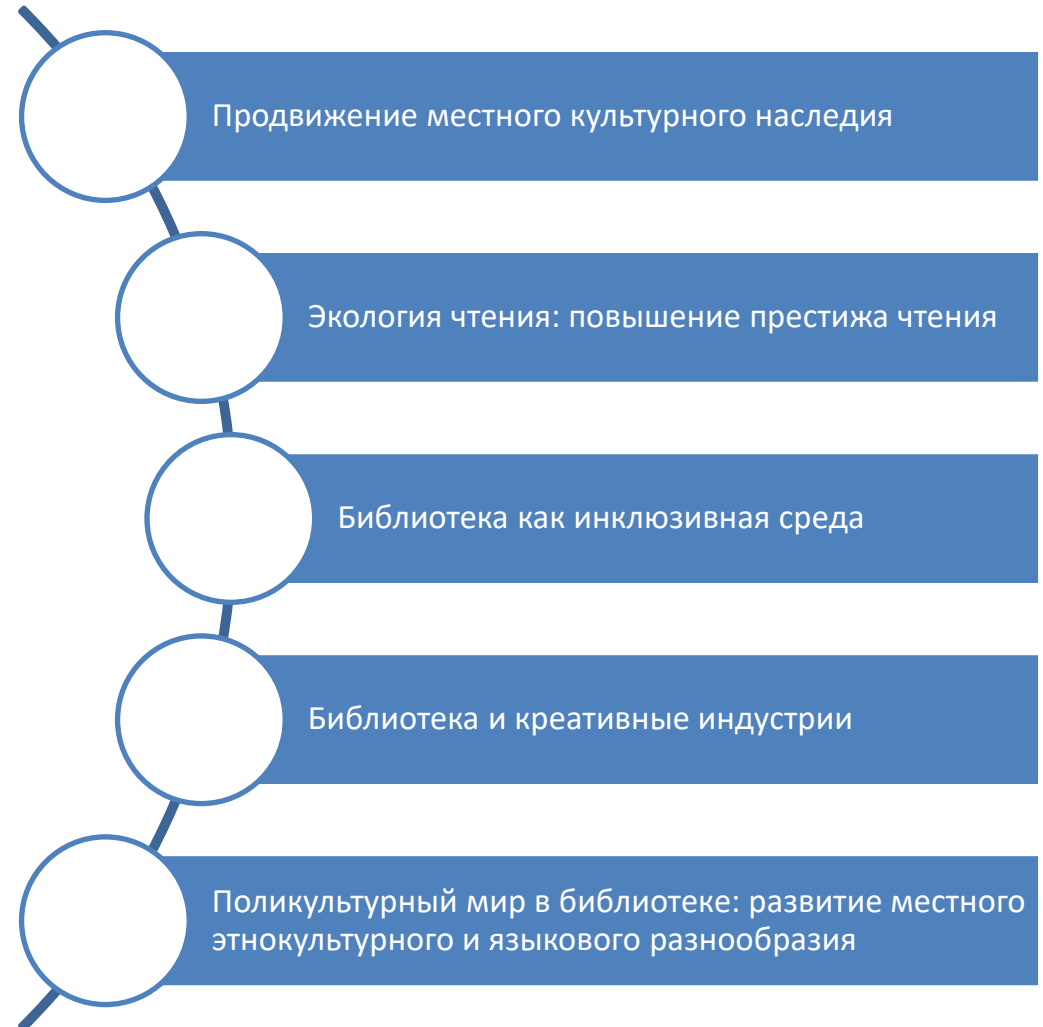 Продвижение местного культурного наследия
Экология чтения: повышение престижа чтения
Библиотека как инклюзивная среда
Библиотека и креативные индустрии
Поликультурный мир в библиотеке: развитие местного
этнокультурного и языкового разнообразия